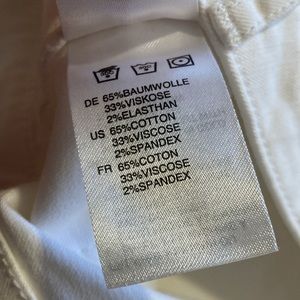 DE 65%BAUMWOLLE
33%VISKOSE
2%ELASTHAN
US 65%COTTON
33%VISCOSE
2%SPANDEX
FR 65%COTON
33%VISCOSE
2%SPANDEX